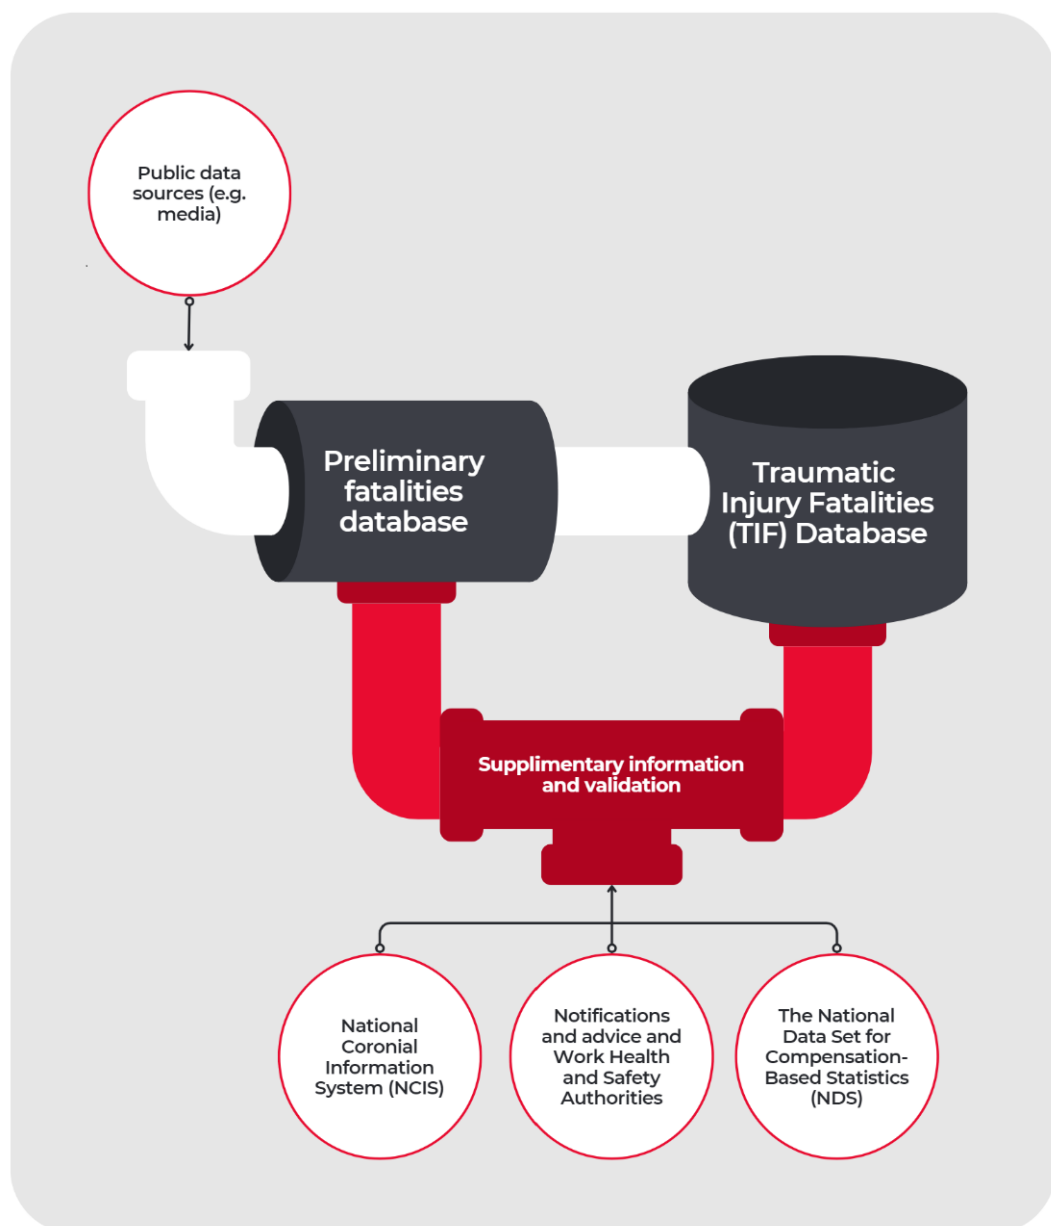 Public data
sources (e.g.
media)
Preliminary
fatalities
database
Traumatic
Injury Fatalities
(TIF) Database
Supplimentary information
and validation
National
Coronial
Information
System (NCIS)
Notifications
and advice and
Work Health
and Safety
Authorities
The National
Data Set for
Compensation-
Based Statistics
(NDS)